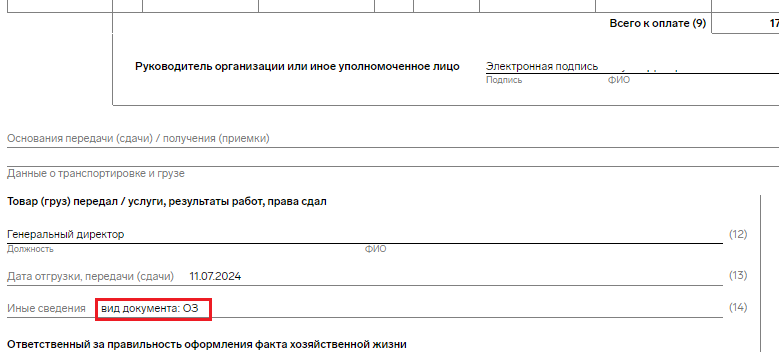 Всего к оплате (9) 17
Руководитель организации или иное уполномоченное лицо Электронная подпись
Подпись ФИО
Основания передачи (сдачи) / получения (приемки)
Данные о транспортировке и грузе
Товар (груз) передал / услуги, результаты работ, права сдал
Генеральный директор (12)
Должность ФИО
Дата отгрузки, передачи (сдачи) 11.07.2024 (13)
Иные сведения вид документа: ОЗ (14)
Ответственный за правильность оформления факта хозяйственной жизни